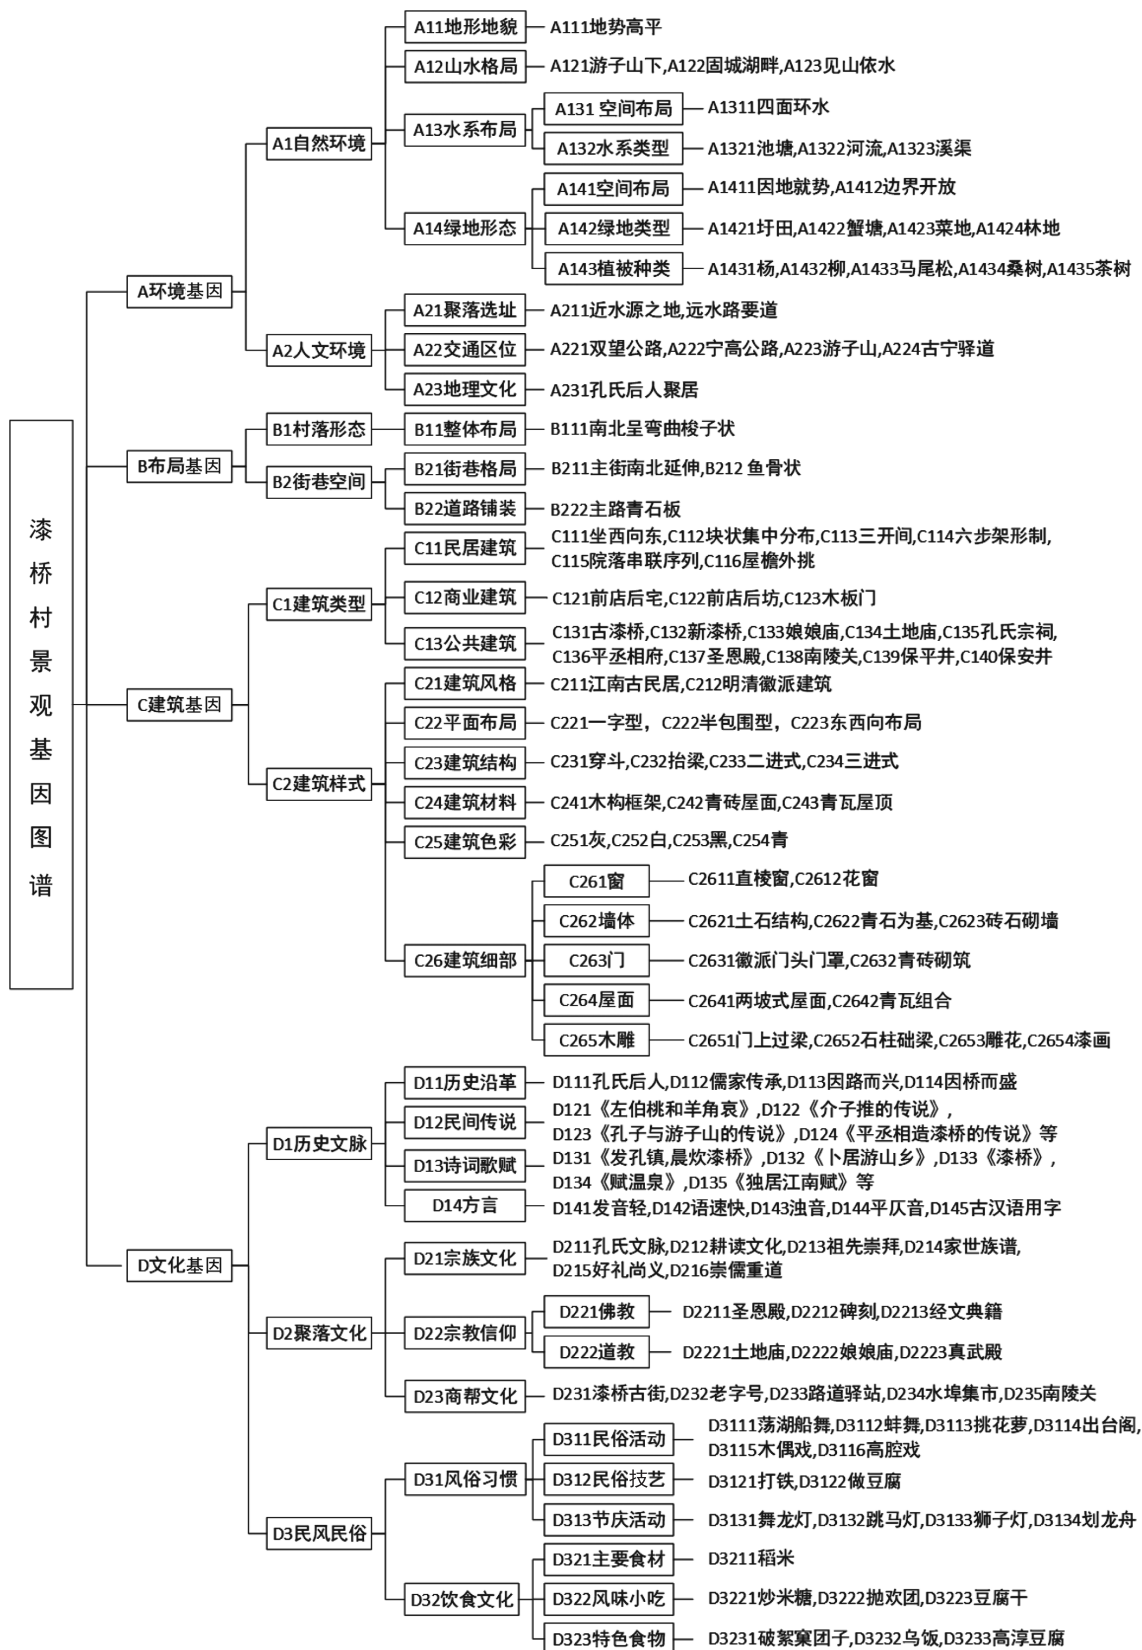 漆桥村景观基因图谱
A环境基因
A1自然环境
A11地形地貌
A111地势高平
A12山水格局
A121游子山下,A122固城湖畔,A123见山依水
A13水系布局
A131 空间布局
A1311四面环水
A132水系类型
A1321池塘,A1322河流,A1323溪渠
A14绿地形态
A141空间布局
A1411因地就势,A1412边界开放
A142绿地类型
A1421圩田,A1422蟹塘,A1423菜地,A1424林地
A143植被种类
A1431杨,A1432柳,A1433马尾松,A1434桑树,A1435茶树
A2人文环境
A21聚落选址
A211近水源之地,远水路要道
A22交通区位
A221双望公路,A222宁高公路,A223游子山,A224古宁驿道
A23地理文化
A231孔氏后人聚居
B布局基因
B1村落形态
B11整体布局
B111南北呈弯曲梭子状
B2街巷空间
B21街巷格局
B211主街南北延伸,B212 鱼骨状
B22道路铺装
B222主路青石板
C建筑基因
C1建筑类型
C11民居建筑
C111坐西向东,C112块状集中分布,C113三开间,C114六步架形制,
C115院落串联序列,C116屋檐外挑
C12商业建筑
C121前店后宅,C122前店后坊,C123木板门
C13公共建筑
C131古漆桥,C132新漆桥,C133娘娘庙,C134土地庙,C135孔氏宗祠,
C136平丞相府,C137圣恩殿,C138南陵关,C139保平井,C140保安井
C2建筑样式
C21建筑风格
C211江南古民居,C212明清徽派建筑
C22平面布局
C221一字型，C222半包围型，C223东西向布局
C23建筑结构
C231穿斗,C232抬梁,C233二进式,C234三进式
C24建筑材料
C241木构框架,C242青砖屋面,C243青瓦屋顶
C25建筑色彩
C251灰,C252白,C253黑,C254青
C26建筑细部
C261窗
C2611直棱窗,C2612花窗
C262墙体
C2621土石结构,C2622青石为基,C2623砖石砌墙
C263门
C2631徽派门头门罩,C2632青砖砌筑
C264屋面
C2641两坡式屋面,C2642青瓦组合
C265木雕
C2651门上过梁,C2652石柱础梁,C2653雕花,C2654漆画
D文化基因
D1历史文脉
D11历史沿革
D111孔氏后人,D112儒家传承,D113因路而兴,D114因桥而盛
D12民间传说
D121《左伯桃和羊角哀》,D122《介子推的传说》,
D123《孔子与游子山的传说》,D124《平丞相造漆桥的传说》等
D13诗词歌赋
D131《发孔镇,晨炊漆桥》,D132《卜居游山乡》,D133《漆桥》,
D134《赋温泉》,D135《独居江南赋》等
D14方言
D141发音轻,D142语速快,D143浊音,D144平仄音,D145古汉语用字
D2聚落文化
D21宗族文化
D211孔氏文脉,D212耕读文化,D213祖先崇拜,D214家世族谱,
D215好礼尚义,D216崇儒重道
D22宗教信仰
D221佛教
D2211圣恩殿,D2212碑刻,D2213经文典籍
D222道教
D2221土地庙,D2222娘娘庙,D2223真武殿
D23商帮文化
D231漆桥古街,D232老字号,D233路道驿站,D234水埠集市,D235南陵关
D3民风民俗
D31风俗习惯
D311民俗活动
D3111荡湖船舞,D3112蚌舞,D3113挑花萝,D3114出台阁,
D3115木偶戏,D3116高腔戏
D312民俗技艺
D3121打铁,D3122做豆腐
D313节庆活动
D3131舞龙灯,D3132跳马灯,D3133狮子灯,D3134划龙舟
D32饮食文化
D321主要食材
D3211稻米
D322风味小吃
D3221炒米糖,D3222抛欢团,D3223豆腐干
D323特色食物
D3231破絮窠团子,D3232乌饭,D3233高淳豆腐